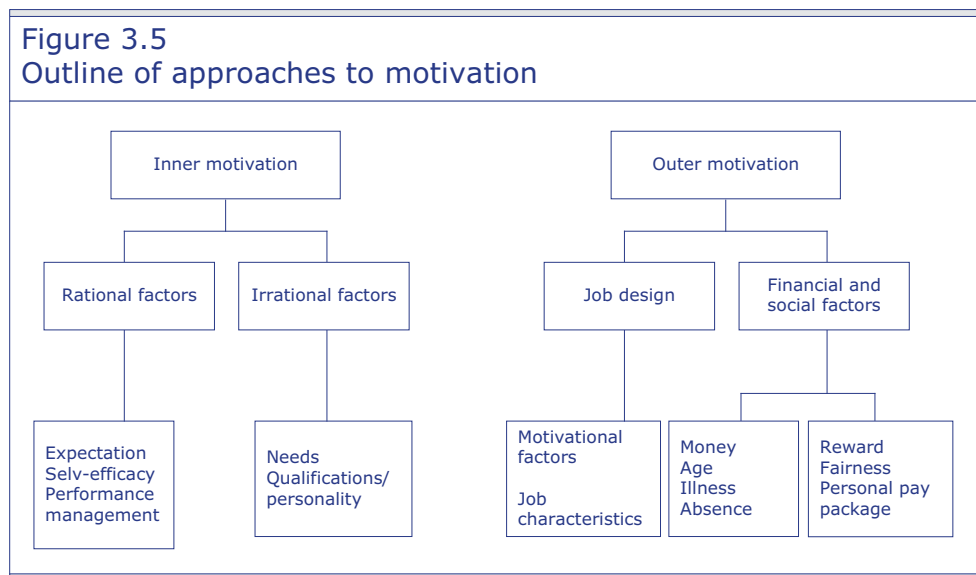 Figure 3.5
Outline of approaches to motivation
Inner motivation
Outer motivation
Rational factors
Irrational factors
Job design
Financial and
social factors
Expectation
Selv-efficacy
Performance
management
Needs
Qualifications/
personality
Motivational
factors
Job
characteristics
Money
Age
Illness
Absence
Reward
Fairness
Personal pay
package